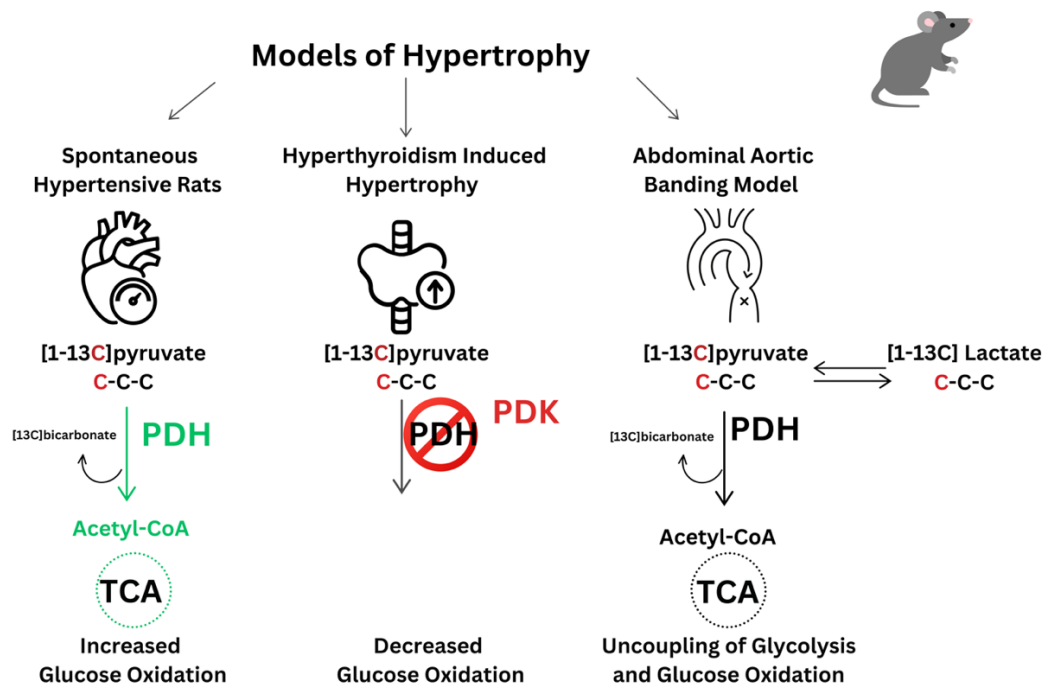 Models of Hypertrophy
Spontaneous
Hypertensive Rats
[1-13C]pyruvate
C-C-C
[13C]bicarbonate
PDH
Acetyl-CoA
TCA
Increased
Glucose Oxidation
Hyperthyroidism Induced
Hypertrophy
[1-13C]pyruvate
C-C-C
PDK
PDH
Decreased
Glucose Oxidation
Abdominal Aortic
Banding Model
[1-13C]pyruvate
C-C-C
[1-13C] Lactate
C-C-C
[13C]bicarbonate
PDH
Acetyl-CoA
TCA
Uncoupling of Glycolysis
and Glucose Oxidation